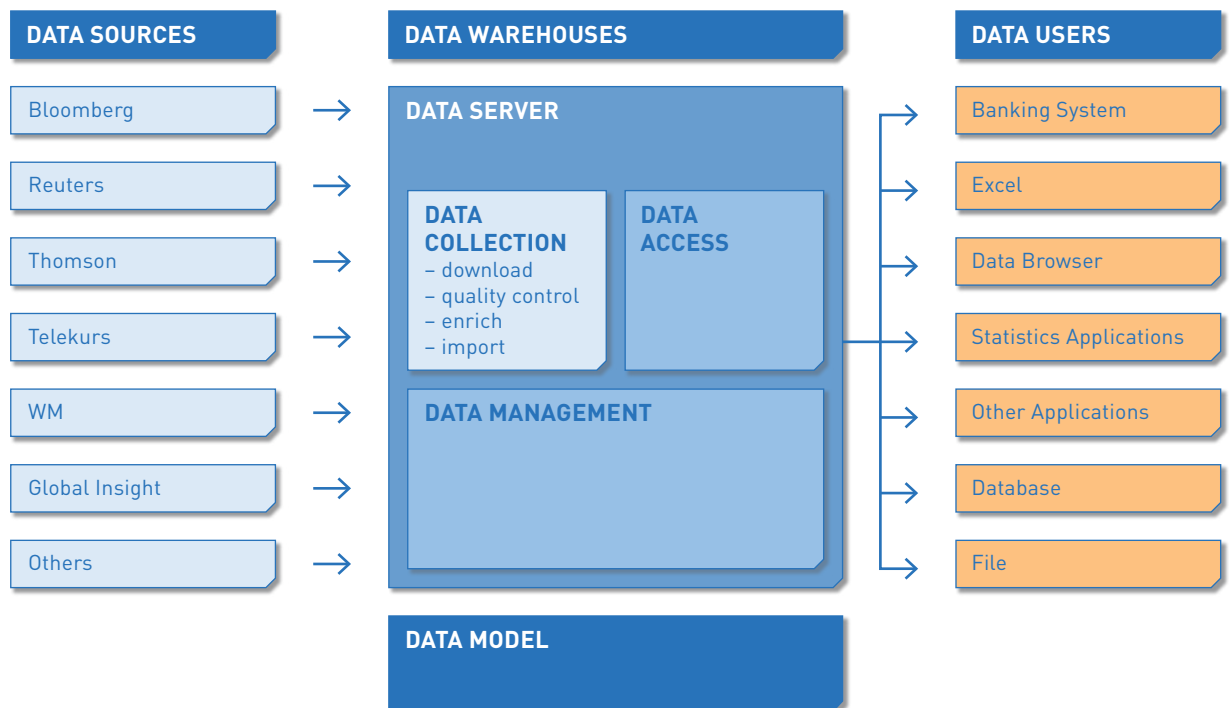 DATA SOURCES
Bloomberg
Reuters
Thomson
Telekurs
WM
Global Insight
Others
DATA WAREHOUSES
DATA SERVER
DATA
COLLECTION
– download
– quality control
– enrich
– import
DATA
ACCESS
DATA MANAGEMENT
DATA MODEL
DATA USERS
Banking System
Excel
Data Browser
Statistics Applications
Other Applications
Database
File